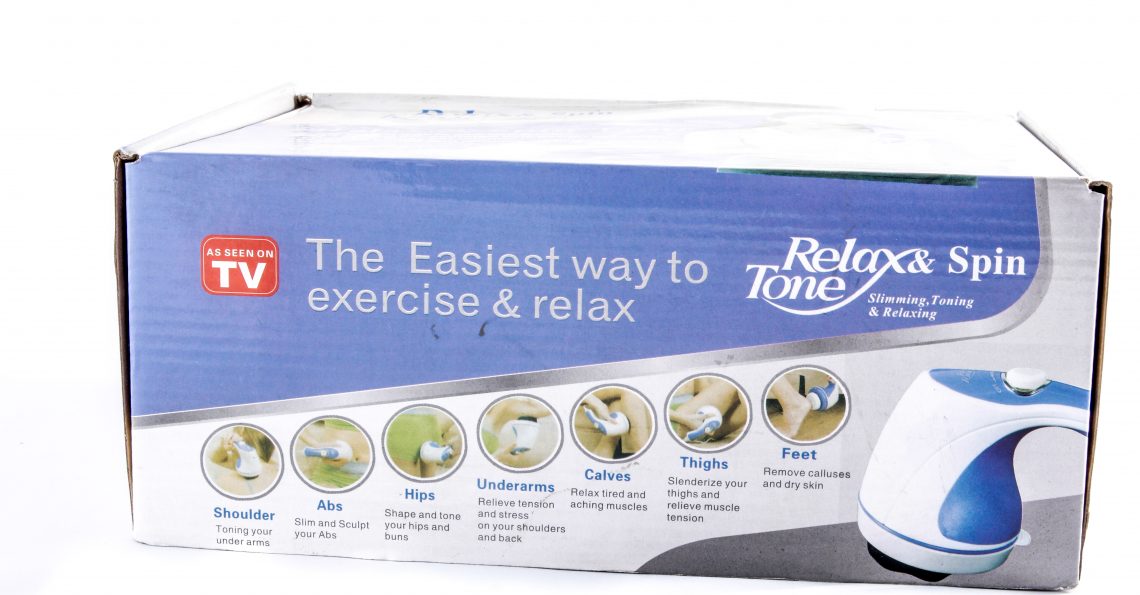 Spin
AS SEEN ON
TV
The Easiest way to
exercise & relax
Relax & Spin
Tone
Slimming, Toning
& Relaxing
Shoulder
Toning your
under arms
Abs
Slim and Sculpt
your Abs
Hips
Shape and tone
your hips and
buns
Underarms
Relieve tension
and stress
on your shoulders
and back
Calves
Relax tired and
aching muscles
Thighs
Slenderize your
thighs and
relieve muscle
tension
Feet
Remove calluses
and dry skin